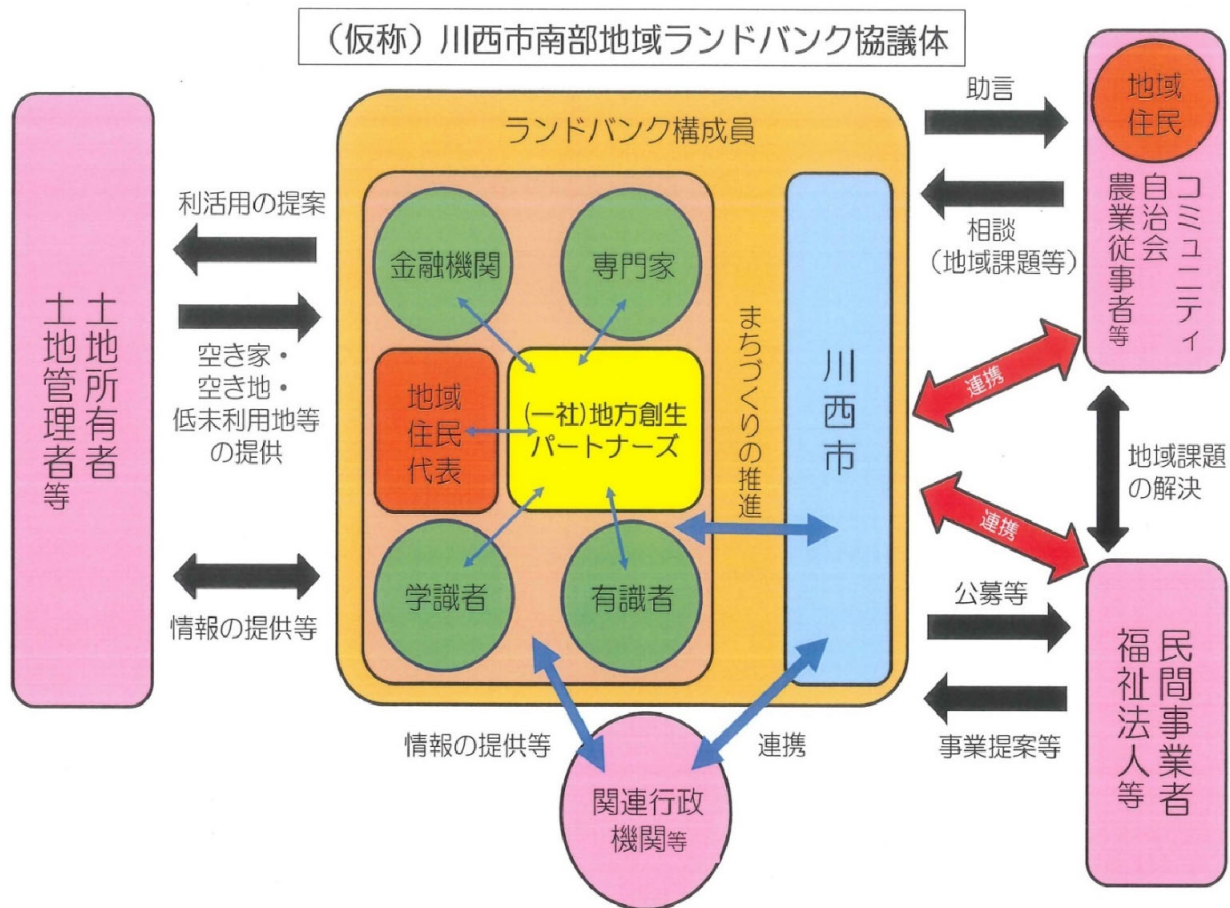 （仮称）川西市南部地域ランドバンク協議体
土地所有者
土地管理者等
利活用の提案
空き家・
空き地・
低未利用地等
の提供
情報の提供等
ランドバンク構成員
金融機関
専門家
地域
住民
代表
(一社)地方創生
パートナーズ
学識者
有識者
まちづくりの推進
川西市
情報の提供等
連携
関連行政
機関等
助言
相談
（地域課題等）
地域
住民
コミュニティ
自治会
農業従事者等
連携
連携
地域課題
の解決
公募等
事業提案等
民間事業者
福祉法人等